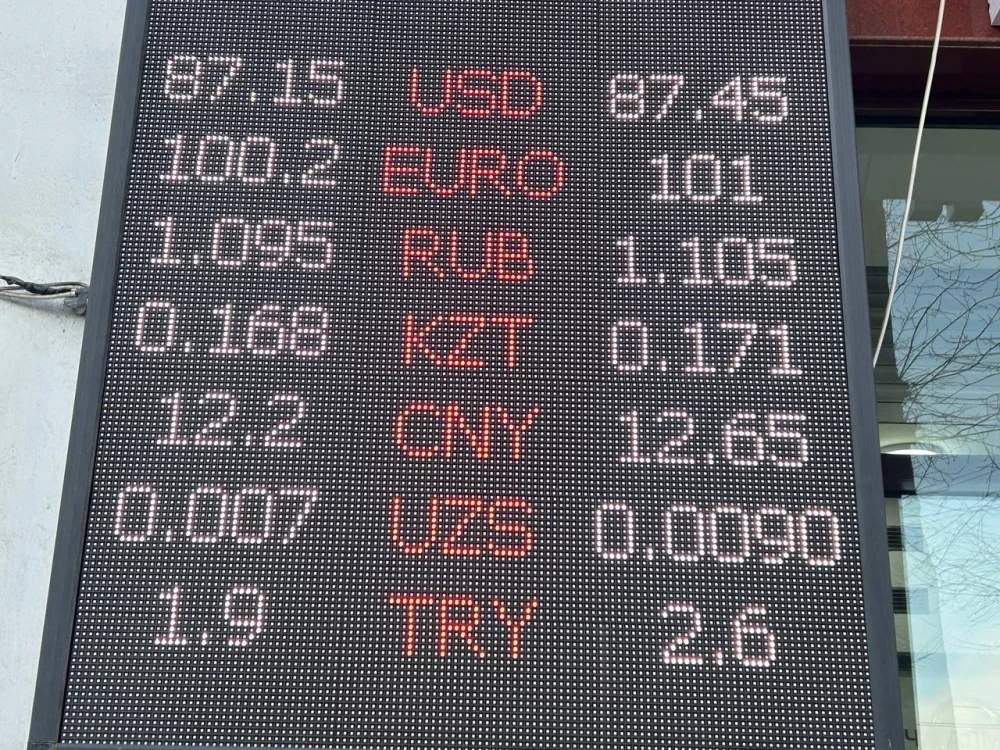 87.15 USD 87.45
100.2 EURO 101
1.095 RUB 1.105
0.168 KZT 0.171
12.2 CNY 12.65
0.007 UZS 0.0090
1.9 TRY 2.6